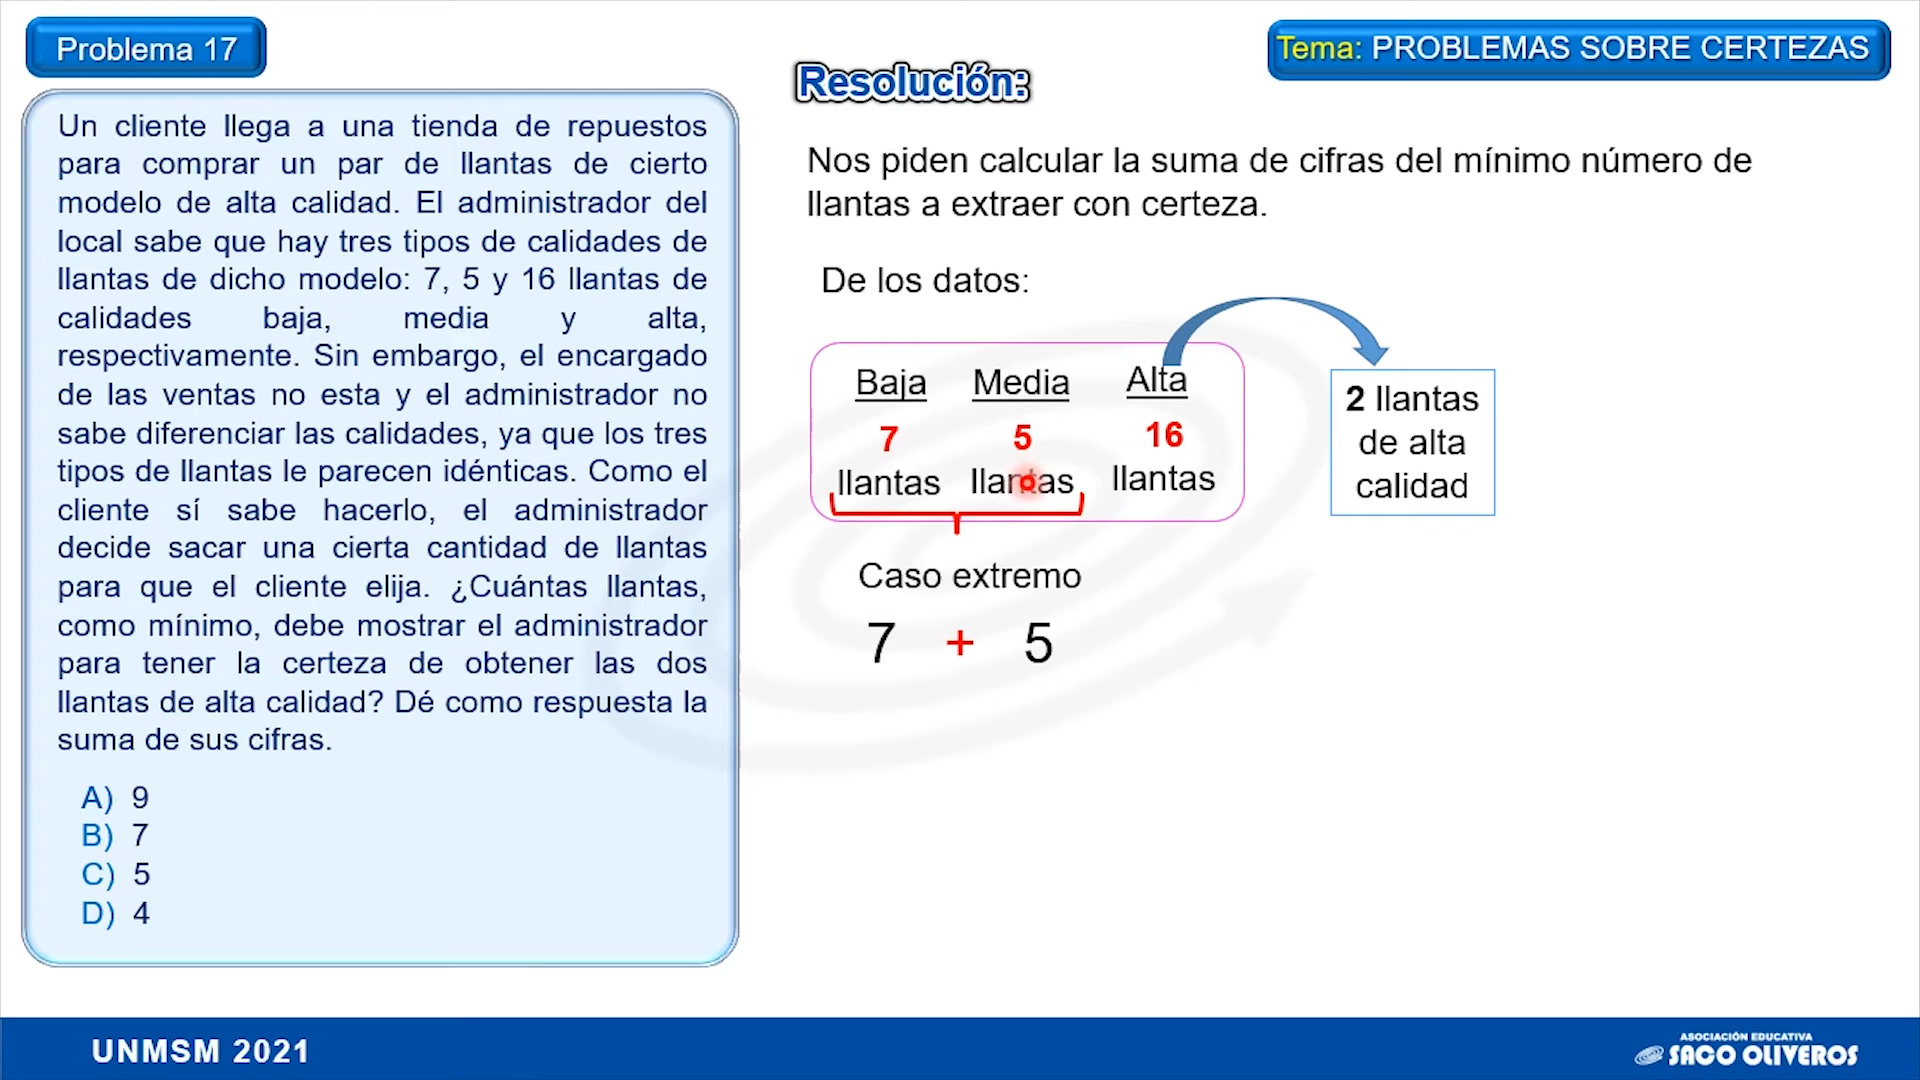 Problema 17
Tema: PROBLEMAS SOBRE CERTEZAS
Un cliente llega a una tienda de repuestos
para comprar un par de llantas de cierto
modelo de alta calidad. El administrador del
local sabe que hay tres tipos de calidades de
llantas de dicho modelo: 7, 5 y 16 llantas de
calidades baja, media y alta,
respectivamente. Sin embargo, el encargado
de las ventas no esta y el administrador no
sabe diferenciar las calidades, ya que los tres
tipos de llantas le parecen idénticas. Como el
cliente sí sabe hacerlo, el administrador
decide sacar una cierta cantidad de llantas
para que el cliente elija. ¿Cuántas llantas,
como mínimo, debe mostrar el administrador
para tener la certeza de obtener las dos
llantas de alta calidad? Dé como respuesta la
suma de sus cifras.
A) 9
B) 7
C) 5
D) 4
Resolución:
Nos piden calcular la suma de cifras del mínimo número de
llantas a extraer con certeza.
De los datos:
Baja Media Alta
7 5 16
llantas llantas llantas
2 llantas
de alta
calidad
Caso extremo
7 + 5
UNMSM 2021
ASOCIACIÓN EDUCATIVA
SACO OLIVEROS